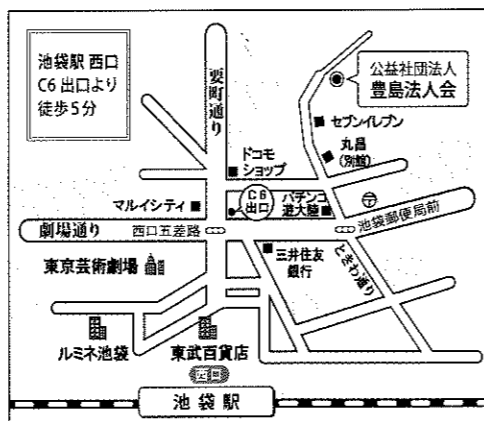 池袋駅 西口
C6 出口より
徒歩5分
公益社団法人
豊島法人会
要町通り
セブンイレブン
丸昌
(別館)
ドコモ
ショップ
C 6
出口
パチンコ
道大陸
マルイシティ
劇場通り
西口五差路
池袋郵便局前
三井住友
銀行
ときわ通り
東京芸術劇場
ルミネ池袋
東武百貨店
西口
池袋駅